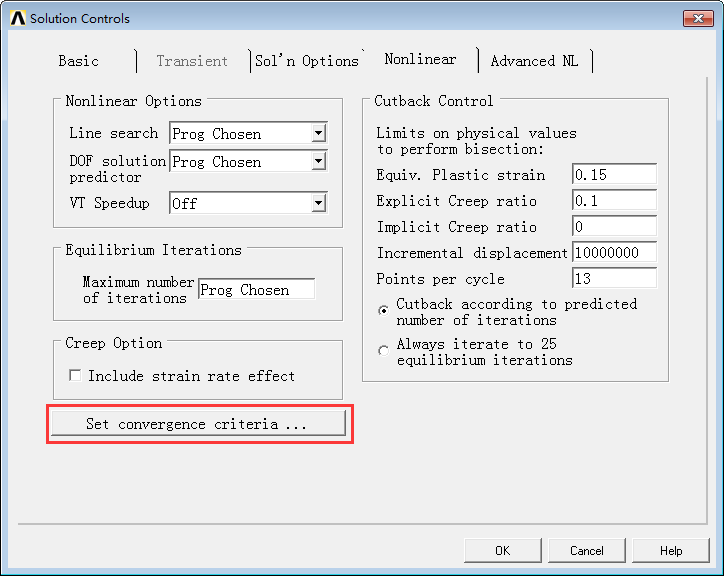 Solution Controls
Basic
Transient
Sol'n Options
Nonlinear
Advanced NL
Nonlinear Options
Line search
Prog Chosen
DOF solution
predictor
Prog Chosen
VT Speedup
Off
Equilibrium Iterations
Maximum number
of iterations
Prog Chosen
Creep Option
Include strain rate effect
Set convergence criteria ...
Cutback Control
Limits on physical values
to perform bisection:
Equiv. Plastic strain
0.15
Explicit Creep ratio
0.1
Implicit Creep ratio
0
Incremental displacement
10000000
Points per cycle
13
Cutback according to predicted
number of iterations
Always iterate to 25
equilibrium iterations
OK
Cancel
Help